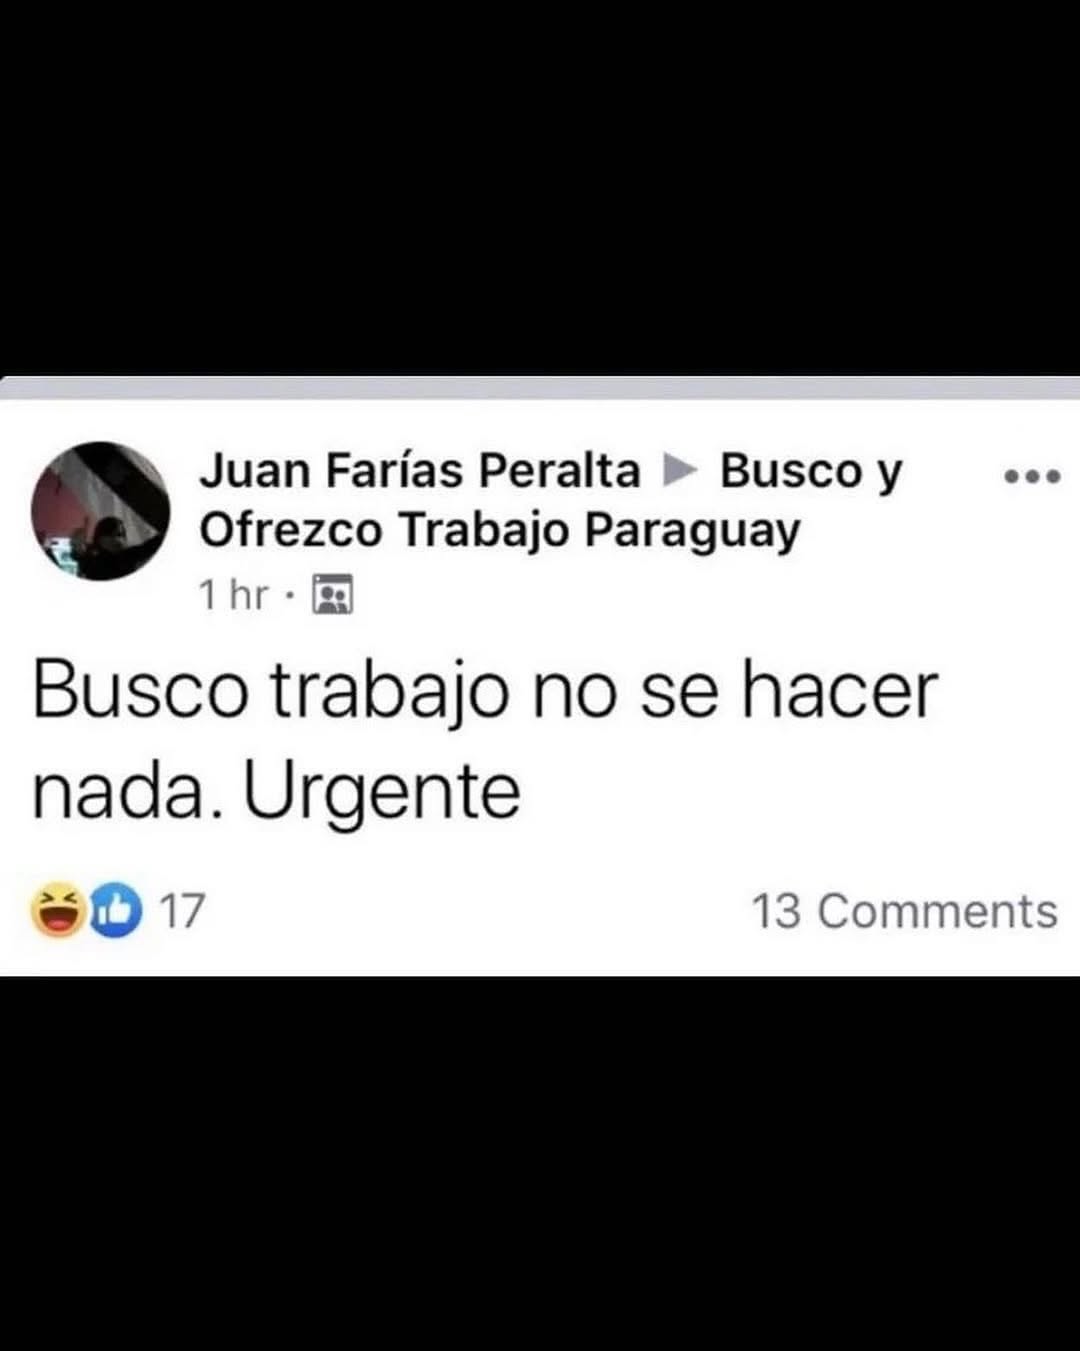 Juan Farías Peralta ▶ Busco y
Ofrezco Trabajo Paraguay
1 hr ·
Busco trabajo no se hacer
nada. Urgente
17
13 Comments